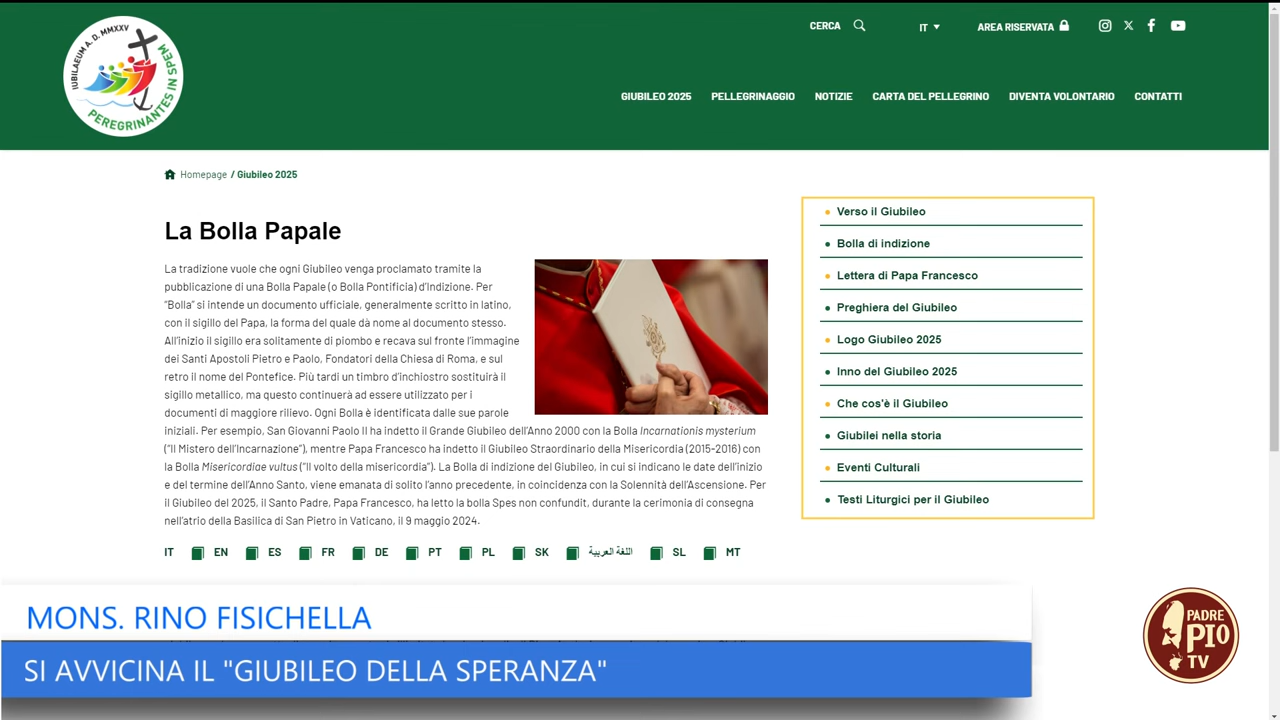 IUBILAEUM A. D. MMXXV
PEREGRINANTES IN SPEM
CERCA
IT
AREA RISERVATA
GIUBILEO 2025 PELLEGRINAGGIO NOTIZIE CARTA DEL PELLEGRINO DIVENTA VOLONTARIO CONTATTI
Homepage / Giubileo 2025
La Bolla Papale
La tradizione vuole che ogni Giubileo venga proclamato tramite la
pubblicazione di una Bolla Papale (o Bolla Pontificia) d'Indizione. Per
"Bolla" si intende un documento ufficiale, generalmente scritto in latino,
con il sigillo del Papa, la forma del quale dà nome al documento stesso.
All'inizio il sigillo era solitamente di piombo e recava sul fronte l'immagine
dei Santi Apostoli Pietro e Paolo, Fondatori della Chiesa di Roma, e sul
retro il nome del Pontefice. Più tardi un timbro d'inchiostro sostituirà il
sigillo metallico, ma questo continuerà ad essere utilizzato per i
documenti di maggiore rilievo. Ogni Bolla è identificata dalle sue parole
iniziali. Per esempio, San Giovanni Paolo II ha indetto il Grande Giubileo dell'Anno 2000 con la Bolla Incarnationis mysterium
("Il Mistero dell'Incarnazione"), mentre Papa Francesco ha indetto il Giubileo Straordinario della Misericordia (2015-2016) con
la Bolla Misericordiae vultus ("Il volto della misericordia"). La Bolla di indizione del Giubileo, in cui si indicano le date dell'inizio
e del termine dell'Anno Santo, viene emanata di solito l'anno precedente, in coincidenza con la Solennità dell'Ascensione. Per
il Giubileo del 2025, il Santo Padre, Papa Francesco, ha letto la bolla Spes non confundit, durante la cerimonia di consegna
nell'atrio della Basilica di San Pietro in Vaticano, il 9 maggio 2024.
IT EN ES FR DE PT PL SK اللغة العربية SL MT
Verso il Giubileo
Bolla di indizione
Lettera di Papa Francesco
Preghiera del Giubileo
Logo Giubileo 2025
Inno del Giubileo 2025
Che cos'è il Giubileo
Giubilei nella storia
Eventi Culturali
Testi Liturgici per il Giubileo
MONS. RINO FISICHELLA
SI AVVICINA IL "GIUBILEO DELLA SPERANZA"
PADRE
PIO
TV